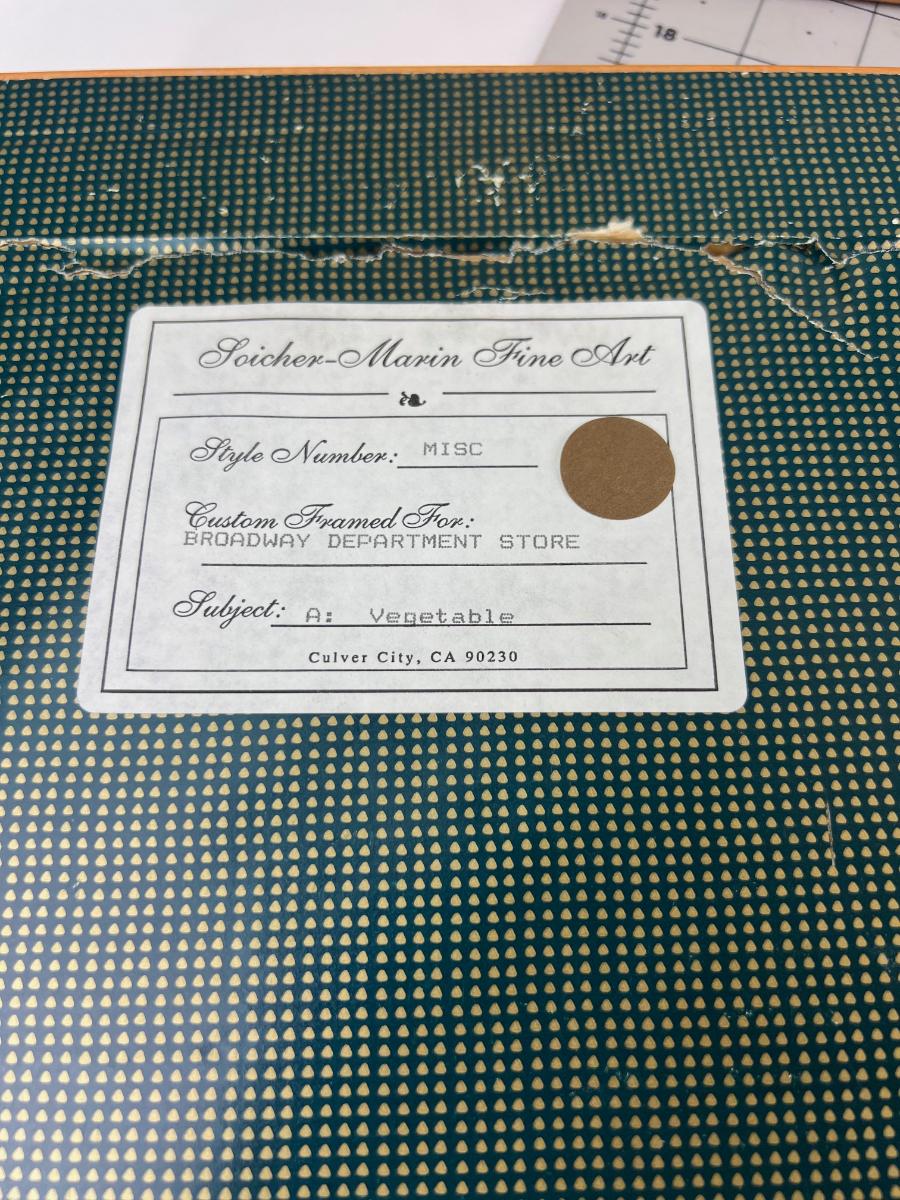 18
Soicher-Marin Fine Art
Style Number: MISC
Custom Framed For:
BROADWAY DEPARTMENT STORE
Subject: A: Vegetable
Culver City, CA 90230